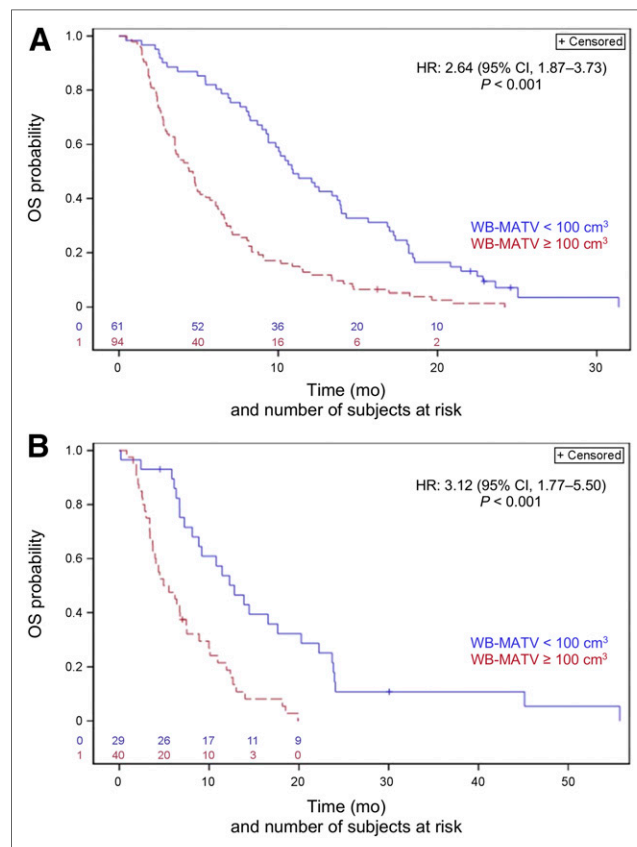 A
+ Censored
HR: 2.64 (95% CI, 1.87–3.73)
P < 0.001
OS probability
1.0
0.8
0.6
0.4
0.2
0
WB-MATV < 100 cm³
WB-MATV ≥ 100 cm³
0 61 52 36 20 10
1 94 40 16 6 2
0 10 20 30
Time (mo)
and number of subjects at risk
B
+ Censored
HR: 3.12 (95% CI, 1.77–5.50)
P < 0.001
OS probability
1.0
0.8
0.6
0.4
0.2
0
WB-MATV < 100 cm³
WB-MATV ≥ 100 cm³
0 29 26 17 11 9
1 40 20 10 3 0
0 10 20 30 40 50
Time (mo)
and number of subjects at risk